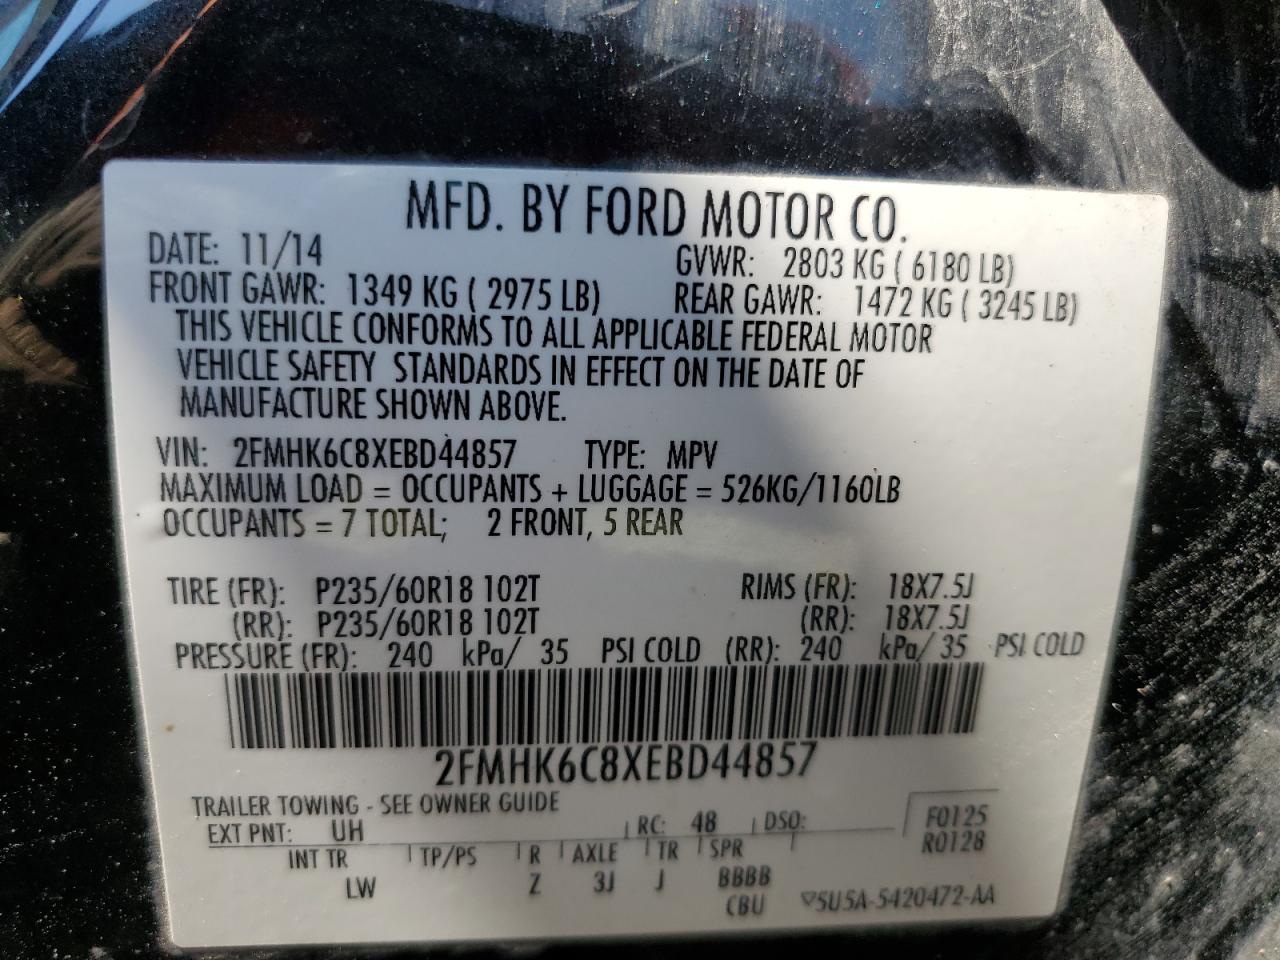 MFD. BY FORD MOTOR CO.
DATE: 11/14 GVWR: 2803 KG ( 6180 LB)
FRONT GAWR: 1349 KG ( 2975 LB) REAR GAWR: 1472 KG ( 3245 LB)
THIS VEHICLE CONFORMS TO ALL APPLICABLE FEDERAL MOTOR
VEHICLE SAFETY STANDARDS IN EFFECT ON THE DATE OF
MANUFACTURE SHOWN ABOVE.
VIN: 2FMHK6C8XEBD44857 TYPE: MPV
MAXIMUM LOAD = OCCUPANTS + LUGGAGE = 526KG/1160LB
OCCUPANTS = 7 TOTAL; 2 FRONT, 5 REAR
TIRE (FR): P235/60R18 102T RIMS (FR): 18X7.5J
(RR): P235/60R18 102T (RR): 18X7.5J
PRESSURE (FR): 240 kPa/ 35 PSI COLD (RR): 240 kPa/ 35 PSI COLD
2FMHK6C8XEBD44857
TRAILER TOWING - SEE OWNER GUIDE
EXT PNT: UH RC: 48 DSO: F0125
R0128
INT TR TP/PS R AXLE TR SPR
LW Z 3J J BBBB
CBU ▽5U5A-5420472-AA